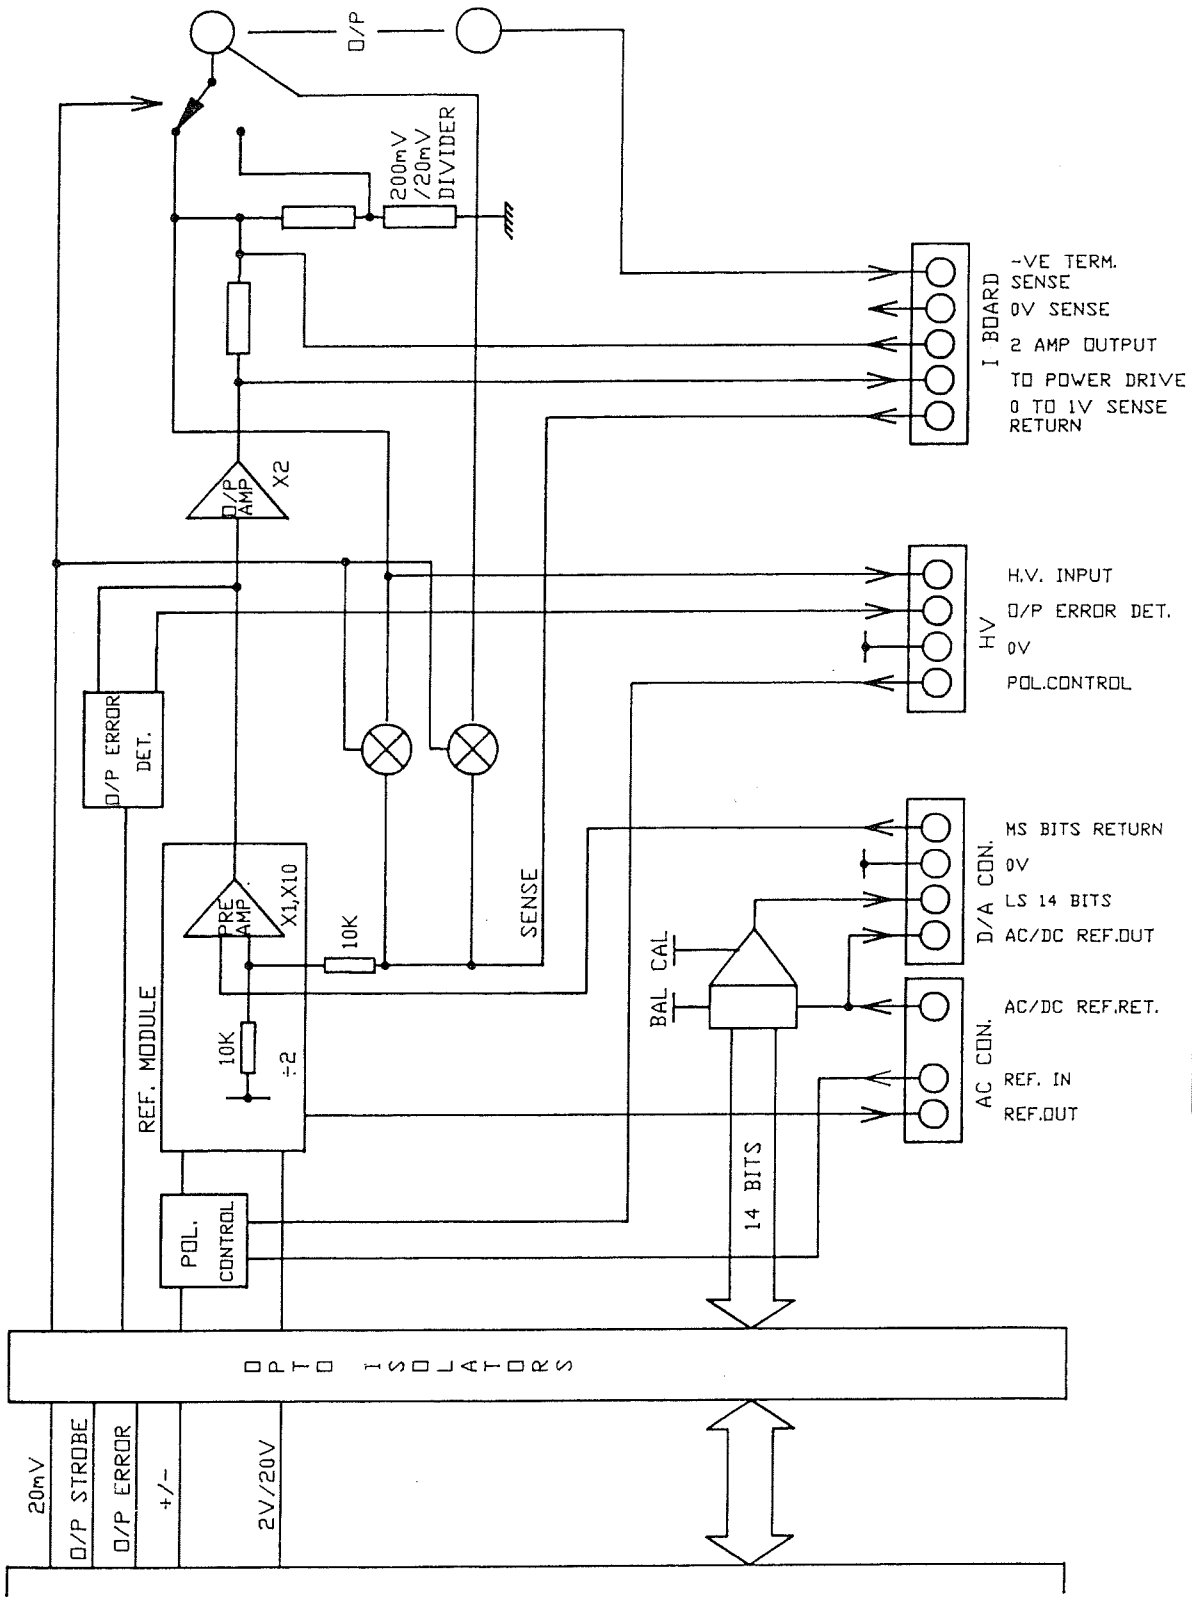 O/P
200mV
/20mV
DIVIDER
-VE TERM.
SENSE
0V SENSE
2 AMP OUTPUT
TO POWER DRIVE
0 TO 1V SENSE
RETURN
I BOARD
O/P
AMP
X2
H.V. INPUT
O/P ERROR DET.
0V
POL.CONTROL
HV
O/P ERROR
DET.
MS BITS RETURN
0V
LS 14 BITS
AC/DC REF.OUT
D/A CON.
REF. MODULE
PRE
AMP
X1,X10
10K
SENSE
10K
÷2
BAL
CAL
AC/DC REF.RET.
REF. IN
REF.OUT
AC CON.
POL.
CONTROL
14 BITS
OPTO ISOLATORS
20mV
O/P STROBE
O/P ERROR
+/-
2V/20V